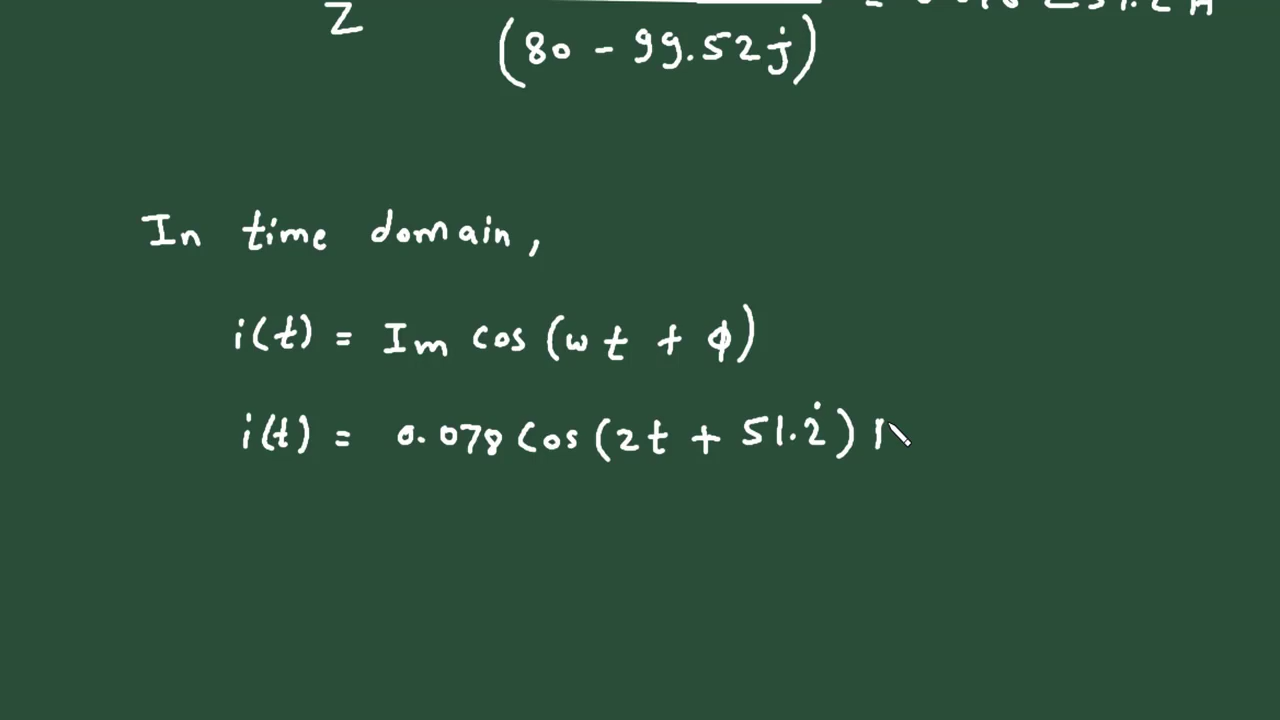 Z
(80 - 99.52j)
In time domain,
i(t) = Im cos (ωt + φ)
i(t) = 0.078 cos (2t + 51.2°)